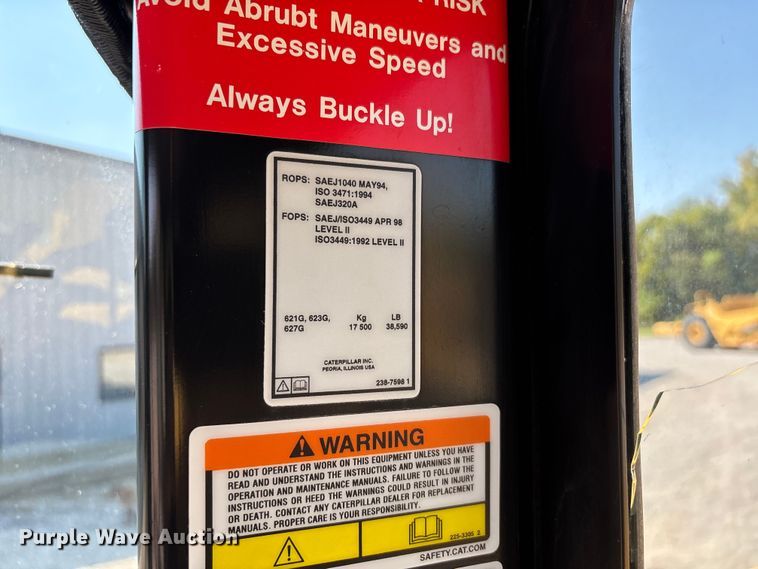 RISK
Avoid Abrubt Maneuvers and
Excessive Speed
Always Buckle Up!
ROPS: SAEJ1040 MAY94,
ISO 3471:1994
SAEJ320A
FOPS: SAEJ/ISO3449 APR 98
LEVEL II
ISO3449:1992 LEVEL II
621G, 623G, Kg LB
627G 17 500 38,590
CATERPILLAR INC.
PEORIA, ILLINOIS USA
238-7598 1
WARNING
DO NOT OPERATE OR WORK ON THIS EQUIPMENT UNLESS YOU HAVE
READ AND UNDERSTAND THE INSTRUCTIONS AND WARNINGS IN THE
OPERATION AND MAINTENANCE MANUALS. FAILURE TO FOLLOW THE
INSTRUCTIONS OR HEED THE WARNINGS COULD RESULT IN INJURY
OR DEATH. CONTACT ANY CATERPILLAR DEALER FOR REPLACEMENT
MANUALS. PROPER CARE IS YOUR RESPONSIBILITY.
225-3305 2
SAFETY.CAT.COM
Purple Wave Auction